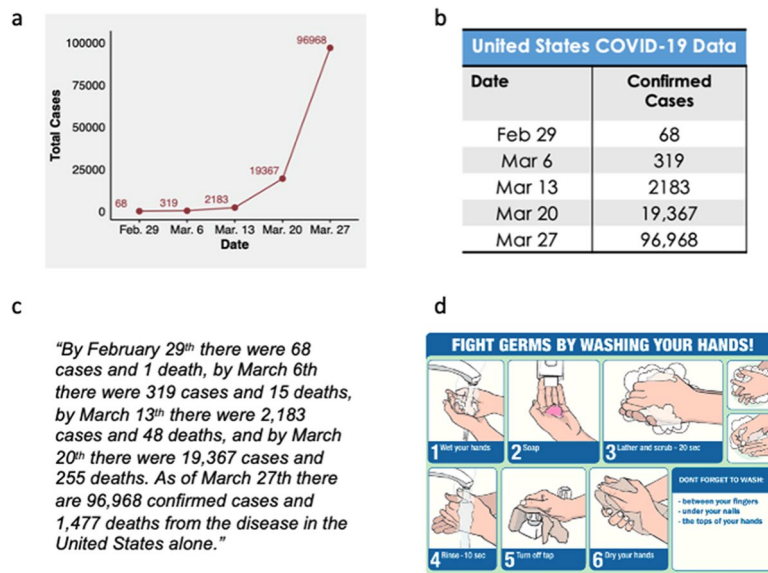 a
100000
75000
50000
25000
0
Total Cases
68
319
2183
19367
96968
Feb. 29 Mar. 6 Mar. 13 Mar. 20 Mar. 27
Date
b
United States COVID-19 Data
Date Confirmed
Cases
Feb 29 68
Mar 6 319
Mar 13 2183
Mar 20 19,367
Mar 27 96,968
c
“By February 29th there were 68
cases and 1 death, by March 6th
there were 319 cases and 15 deaths,
by March 13th there were 2,183
cases and 48 deaths, and by March
20th there were 19,367 cases and
255 deaths. As of March 27th there
are 96,968 confirmed cases and
1,477 deaths from the disease in the
United States alone.”
d
FIGHT GERMS BY WASHING YOUR HANDS!
1 Wet your hands
2 Soap
3 Lather and scrub - 20 sec
4 Rinse - 10 sec
5 Turn off tap
6 Dry your hands
DONT FORGET TO WASH:
- between your fingers
- under your nails
- the tops of your hands